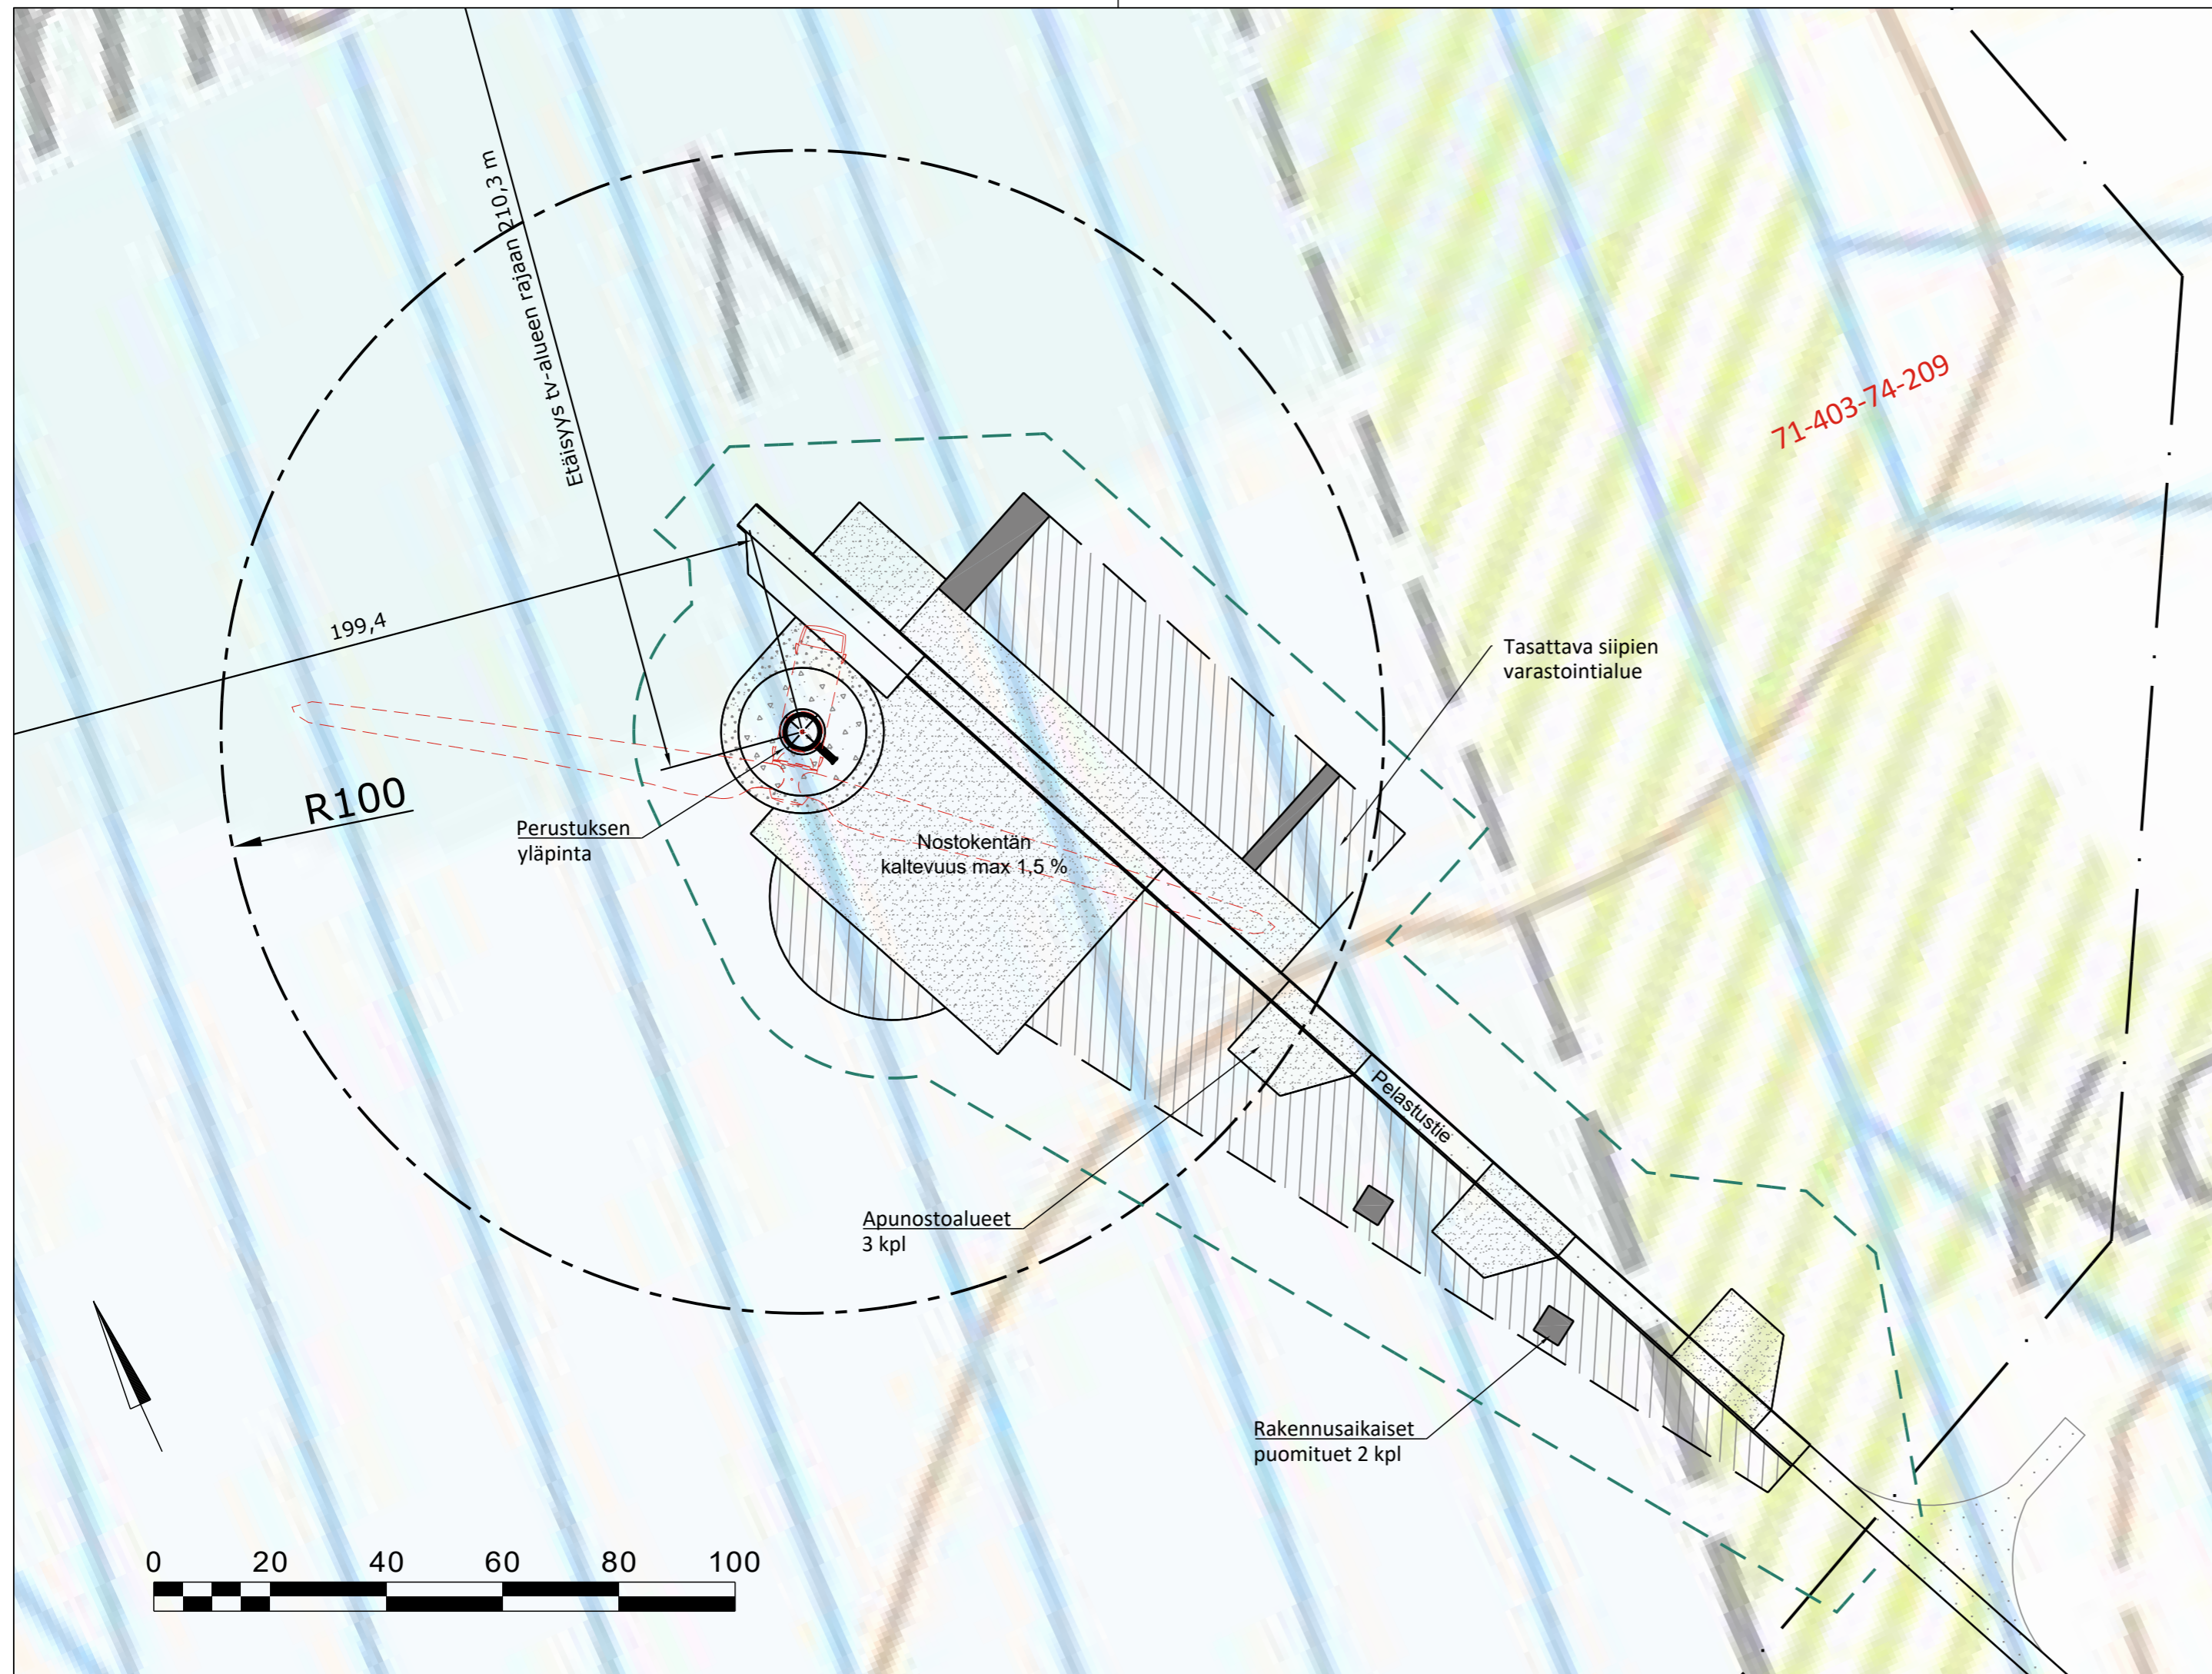 Etäisyys tv-alueen rajaan 210,3 m
71-403-74-209
199,4
Tasattava siipien
varastointialue
R100
Perustuksen
yläpinta
Nostokentän
kaltevuus max 1,5 %
Pelastustie
Apunostoalueet
3 kpl
Rakennusaikaiset
puomituet 2 kpl
0 20 40 60 80 100